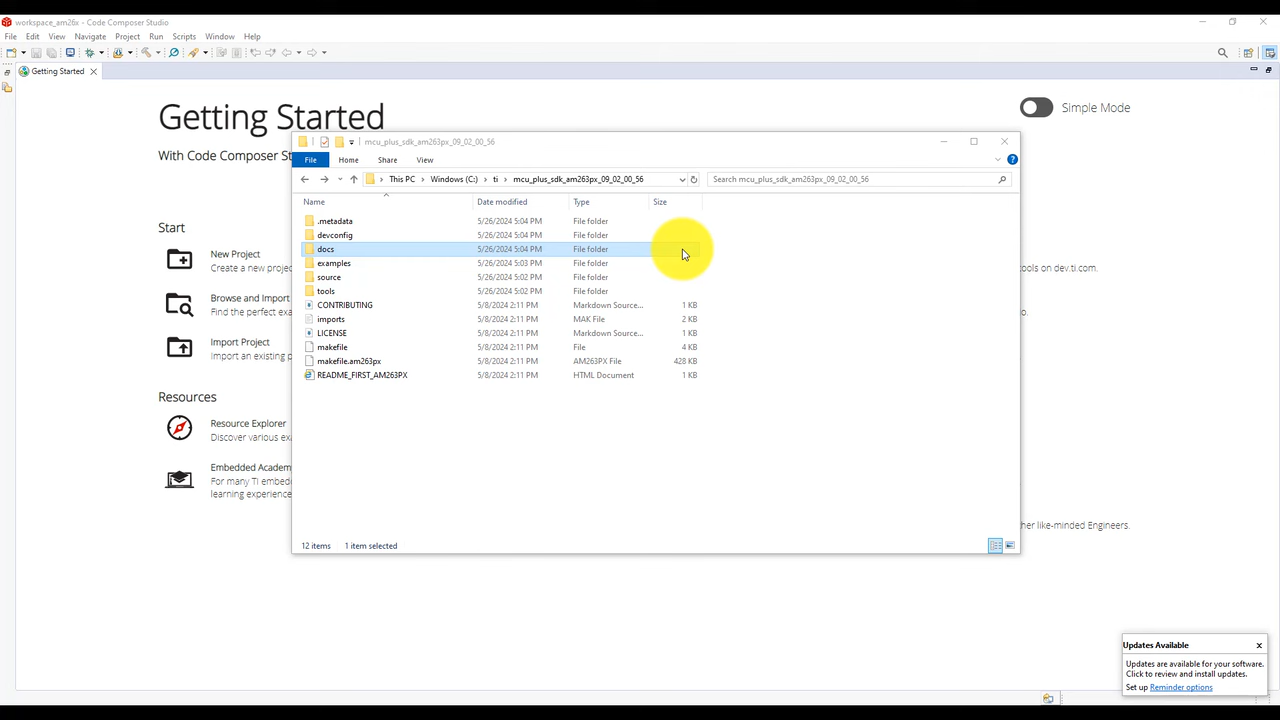 workspace_am26x - Code Composer Studio
File Edit View Navigate Project Run Scripts Window Help
Getting Started
Getting Started
Simple Mode
With Code Composer St
Start
New Project
Create a new projec
tools on dev.ti.com.
Browse and Import
Find the perfect exa
Import Project
Import an existing p
Resources
Resource Explorer
Discover various exa
Embedded Academ
For many TI embedd
learning experience
her like-minded Engineers.
mcu_plus_sdk_am263px_09_02_00_56
File Home Share View
This PC > Windows (C:) > ti > mcu_plus_sdk_am263px_09_02_00_56
Search mcu_plus_sdk_am263px_09_02_00_56
Name Date modified Type Size
.metadata 5/26/2024 5:04 PM File folder
devconfig 5/26/2024 5:04 PM File folder
docs 5/26/2024 5:04 PM File folder
examples 5/26/2024 5:03 PM File folder
source 5/26/2024 5:02 PM File folder
tools 5/26/2024 5:02 PM File folder
CONTRIBUTING 5/8/2024 2:11 PM Markdown Source... 1 KB
imports 5/8/2024 2:11 PM MAK File 2 KB
LICENSE 5/8/2024 2:11 PM Markdown Source... 1 KB
makefile 5/8/2024 2:11 PM File 4 KB
makefile.am263px 5/8/2024 2:11 PM AM263PX File 428 KB
README_FIRST_AM263PX 5/8/2024 2:11 PM HTML Document 1 KB
12 items 1 item selected
Updates Available
Updates are available for your software.
Click to review and install updates.
Set up Reminder options